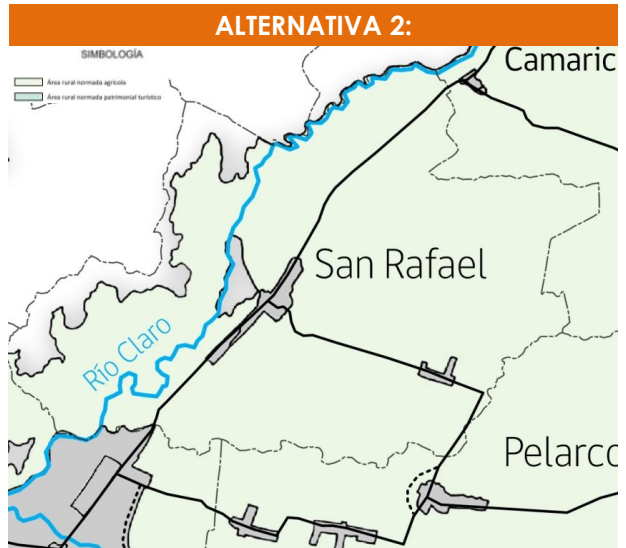 ALTERNATIVA 2:
SIMBOLOGÍA
Área rural normada agrícola
Área rural normada patrimonial turístico
Camaric
San Rafael
Río Claro
Pelarco